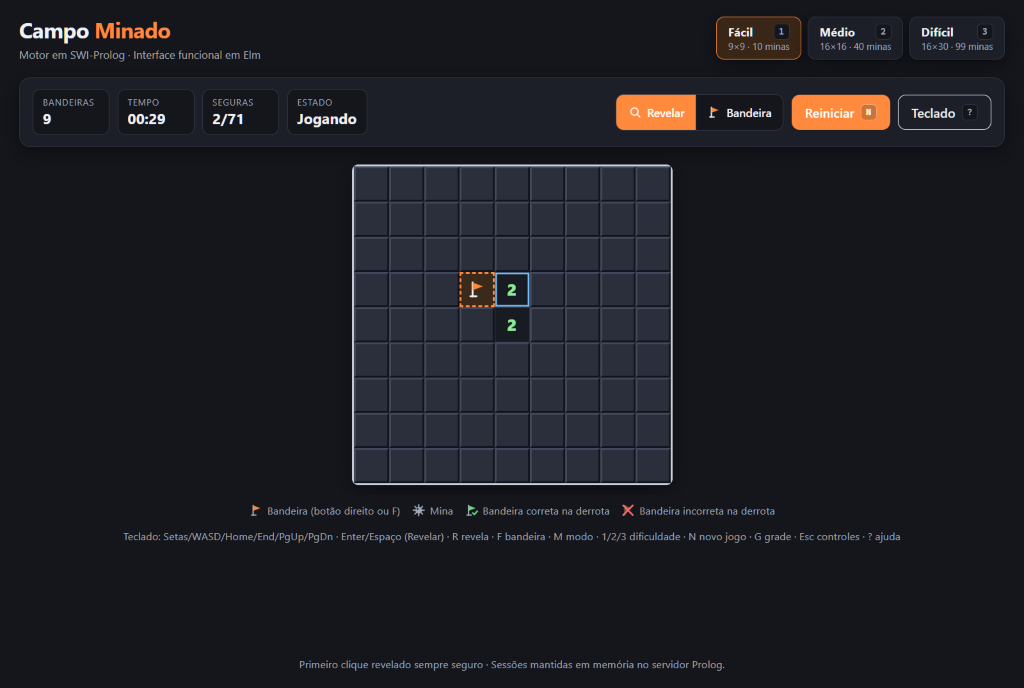 Campo Minado
Motor em SWI-Prolog · Interface funcional em Elm
Fácil 1
9×9 · 10 minas
Médio 2
16×16 · 40 minas
Difícil 3
16×30 · 99 minas
BANDEIRAS
9
TEMPO
00:29
SEGURAS
2/71
ESTADO
Jogando
Revelar
Bandeira
Reiniciar N
Teclado ?
2
2
Bandeira (botão direito ou F)
Mina
Bandeira correta na derrota
Bandeira incorreta na derrota
Teclado: Setas/WASD/Home/End/PgUp/PgDn · Enter/Espaço (Revelar) · R revela · F bandeira · M modo · 1/2/3 dificuldade · N novo jogo · G grade · Esc controles · ? ajuda
Primeiro clique revelado sempre seguro · Sessões mantidas em memória no servidor Prolog.